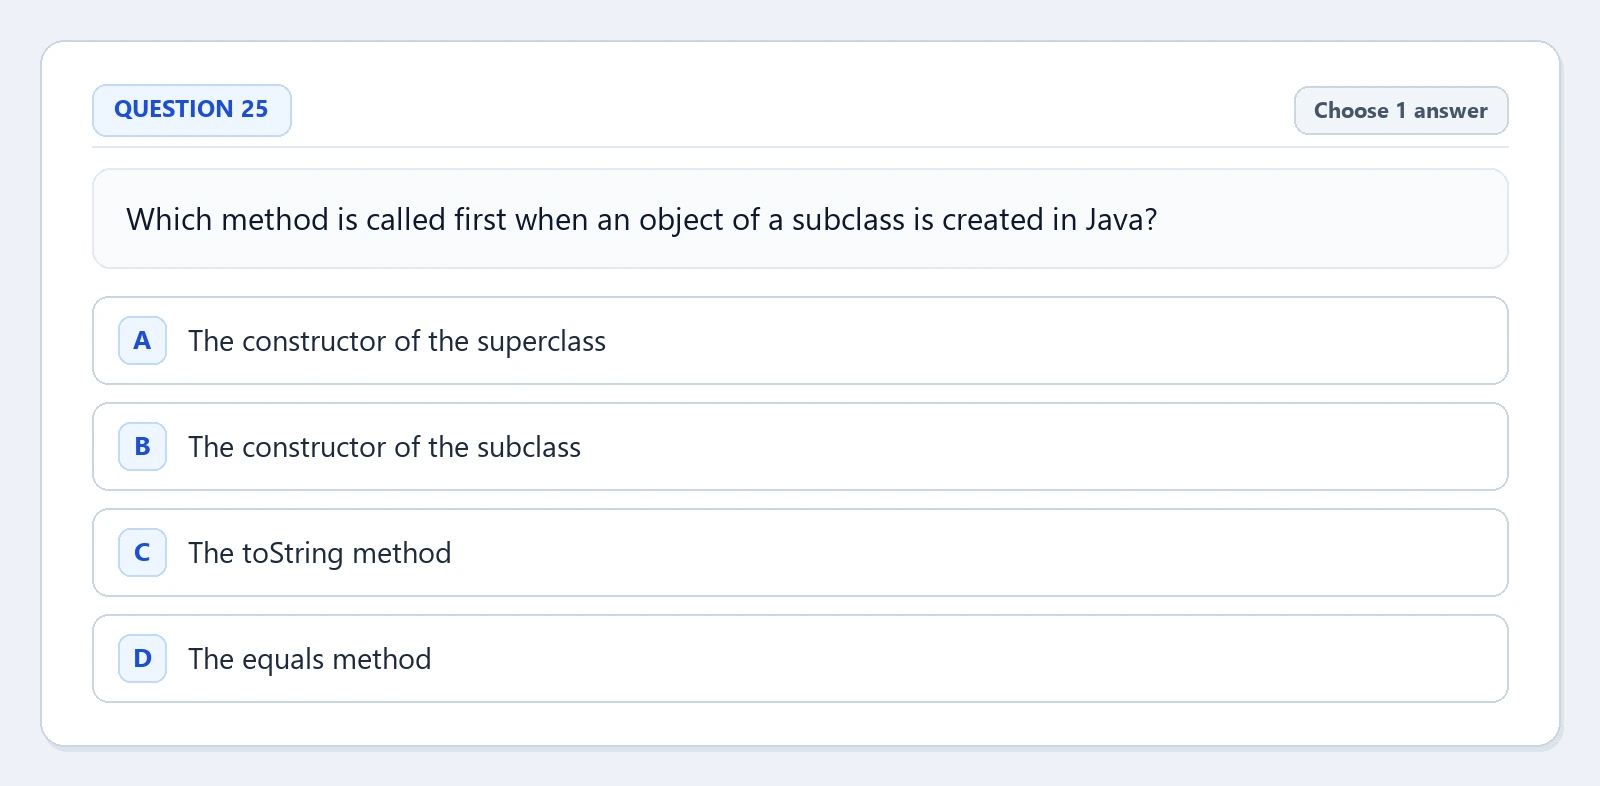 QUESTION 25
Choose 1 answer
Which method is called first when an object of a subclass is created in Java?
A The constructor of the superclass
B The constructor of the subclass
C The toString method
D The equals method